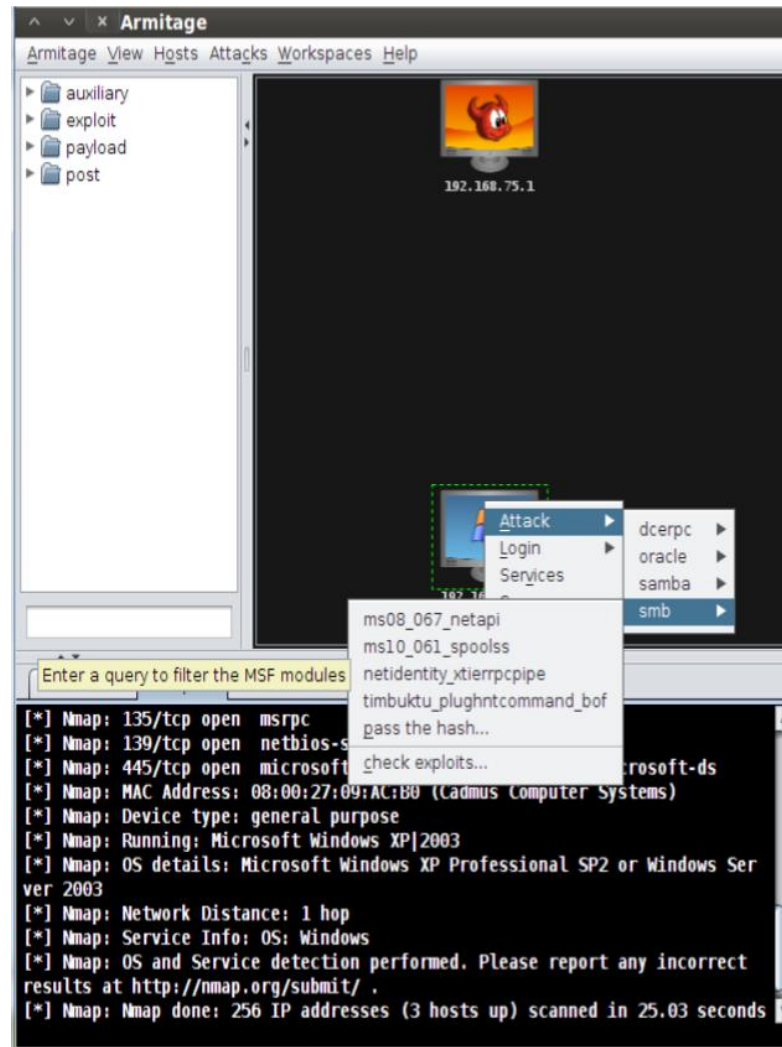 Armitage
Armitage View Hosts Attacks Workspaces Help
auxiliary
exploit
payload
post
192.168.75.1
Attack
Login
Services
dcerpc
oracle
samba
smb
ms08_067_netapi
ms10_061_spoolss
netidentity_xtierrpcpipe
timbuktu_plughntcommand_bof
pass the hash...
check exploits...
Enter a query to filter the MSF modules
[*] Nmap: 135/tcp open msrpc
[*] Nmap: 139/tcp open netbios-s
[*] Nmap: 445/tcp open microsoft crosoft-ds
[*] Nmap: MAC Address: 08:00:27:09:AC:B0 (Cadmus Computer Systems)
[*] Nmap: Device type: general purpose
[*] Nmap: Running: Microsoft Windows XP|2003
[*] Nmap: OS details: Microsoft Windows XP Professional SP2 or Windows Ser
ver 2003
[*] Nmap: Network Distance: 1 hop
[*] Nmap: Service Info: OS: Windows
[*] Nmap: OS and Service detection performed. Please report any incorrect
results at http://nmap.org/submit/ .
[*] Nmap: Nmap done: 256 IP addresses (3 hosts up) scanned in 25.03 seconds